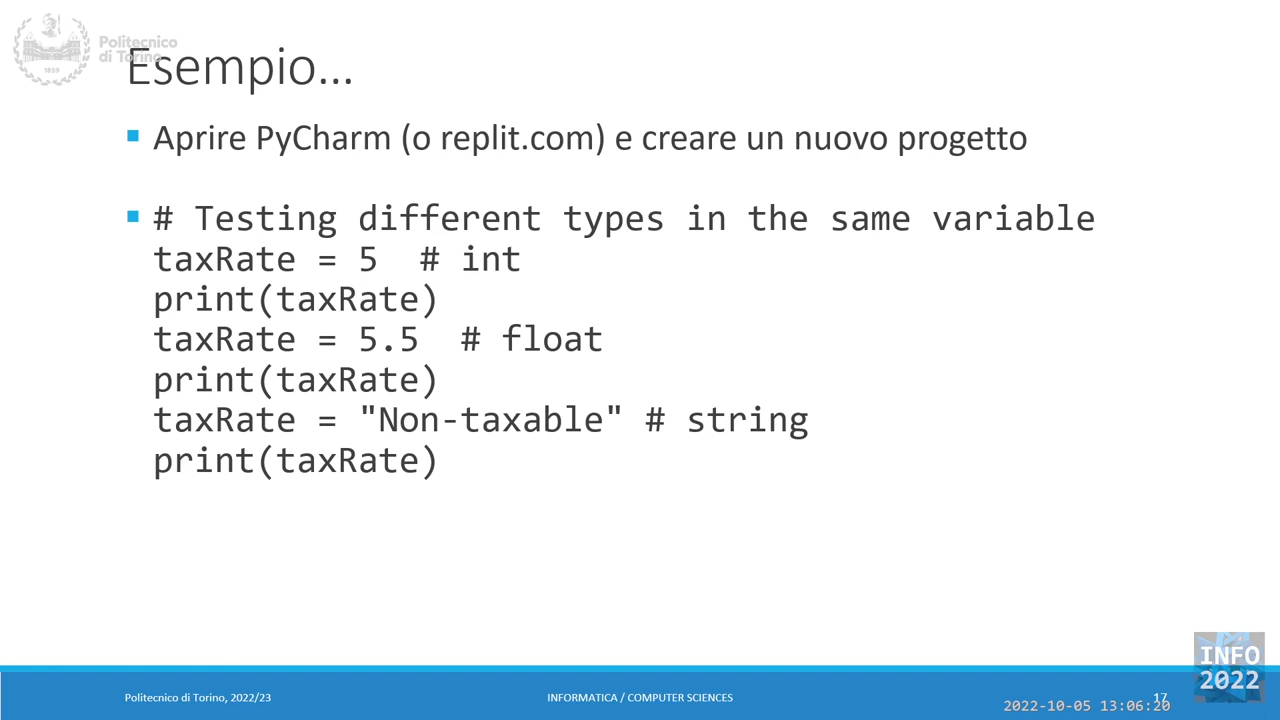 Politecnico
di Torino
1859
Esempio…
Aprire PyCharm (o replit.com) e creare un nuovo progetto
# Testing different types in the same variable
taxRate = 5  # int
print(taxRate)
taxRate = 5.5  # float
print(taxRate)
taxRate = "Non-taxable" # string
print(taxRate)
Politecnico di Torino, 2022/23
INFORMATICA / COMPUTER SCIENCES
17
INFO
2022
2022-10-05 13:06:20